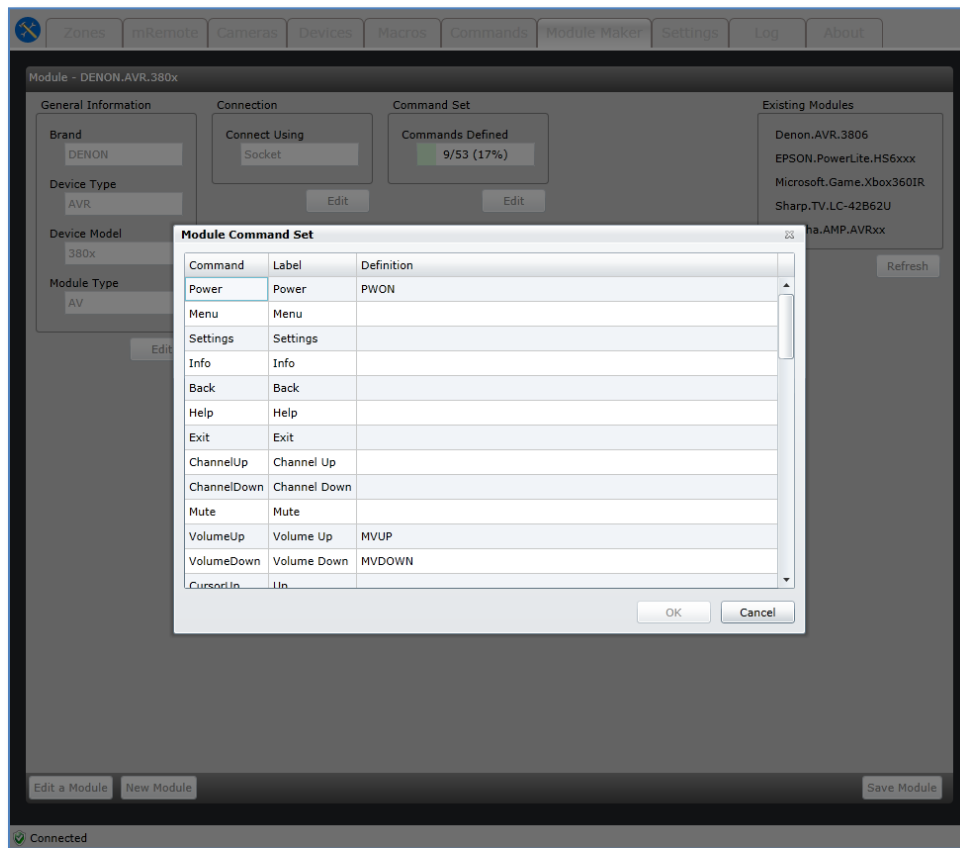 Zones mRemote Cameras Devices Macros Commands Module Maker Settings Log About
Module - DENON.AVR.380x
General Information
Brand
DENON
Device Type
AVR
Device Model
380x
Module Type
AV
Edit
Connection
Connect Using
Socket
Edit
Command Set
Commands Defined
9/53 (17%)
Edit
Existing Modules
Denon.AVR.3806
EPSON.PowerLite.HS6xxx
Microsoft.Game.Xbox360IR
Sharp.TV.LC-42B62U
ha.AMP.AVRxx
Refresh
Module Command Set
Command Label Definition
Power Power PWON
Menu Menu
Settings Settings
Info Info
Back Back
Help Help
Exit Exit
ChannelUp Channel Up
ChannelDown Channel Down
Mute Mute
VolumeUp Volume Up MVUP
VolumeDown Volume Down MVDOWN
CursorUp Up
OK Cancel
Edit a Module New Module Save Module
Connected